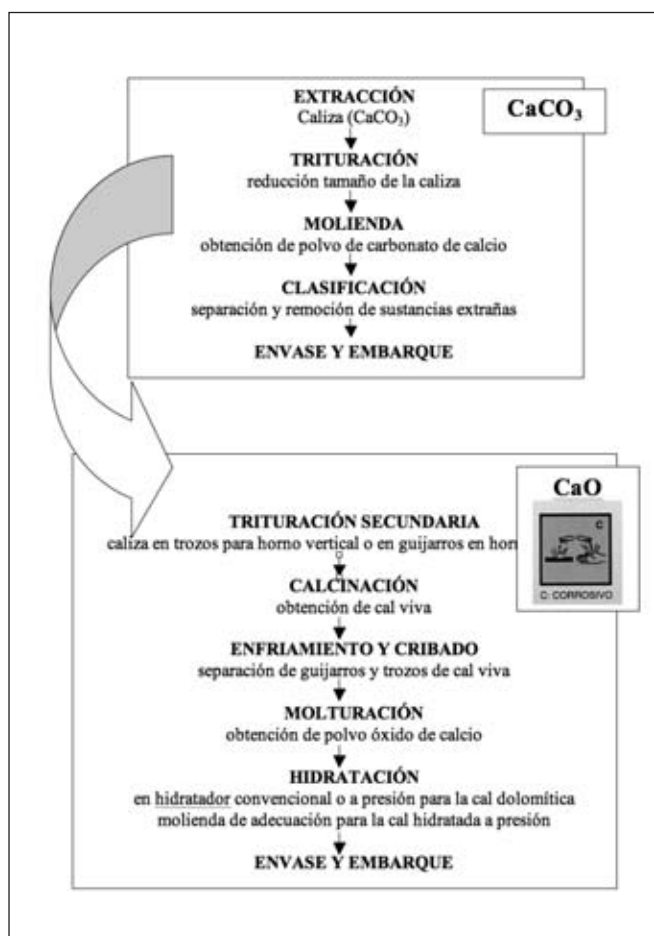 EXTRACCIÓN
Caliza (CaCO₃)
CaCO₃
TRITURACIÓN
reducción tamaño de la caliza
MOLIENDA
obtención de polvo de carbonato de calcio
CLASIFICACIÓN
separación y remoción de sustancias extrañas
ENVASE Y EMBARQUE
CaO
C
C: CORROSIVO
TRITURACIÓN SECUNDARIA
caliza en trozos para horno vertical o en guijarros en
CALCINACIÓN
obtención de cal viva
ENFRIAMIENTO Y CRIBADO
separación de guijarros y trozos de cal viva
MOLTURACIÓN
obtención de polvo óxido de calcio
HIDRATACIÓN
en hidratador convencional o a presión para la cal dolomítica
molienda de adecuación para la cal hidratada a presión
ENVASE Y EMBARQUE